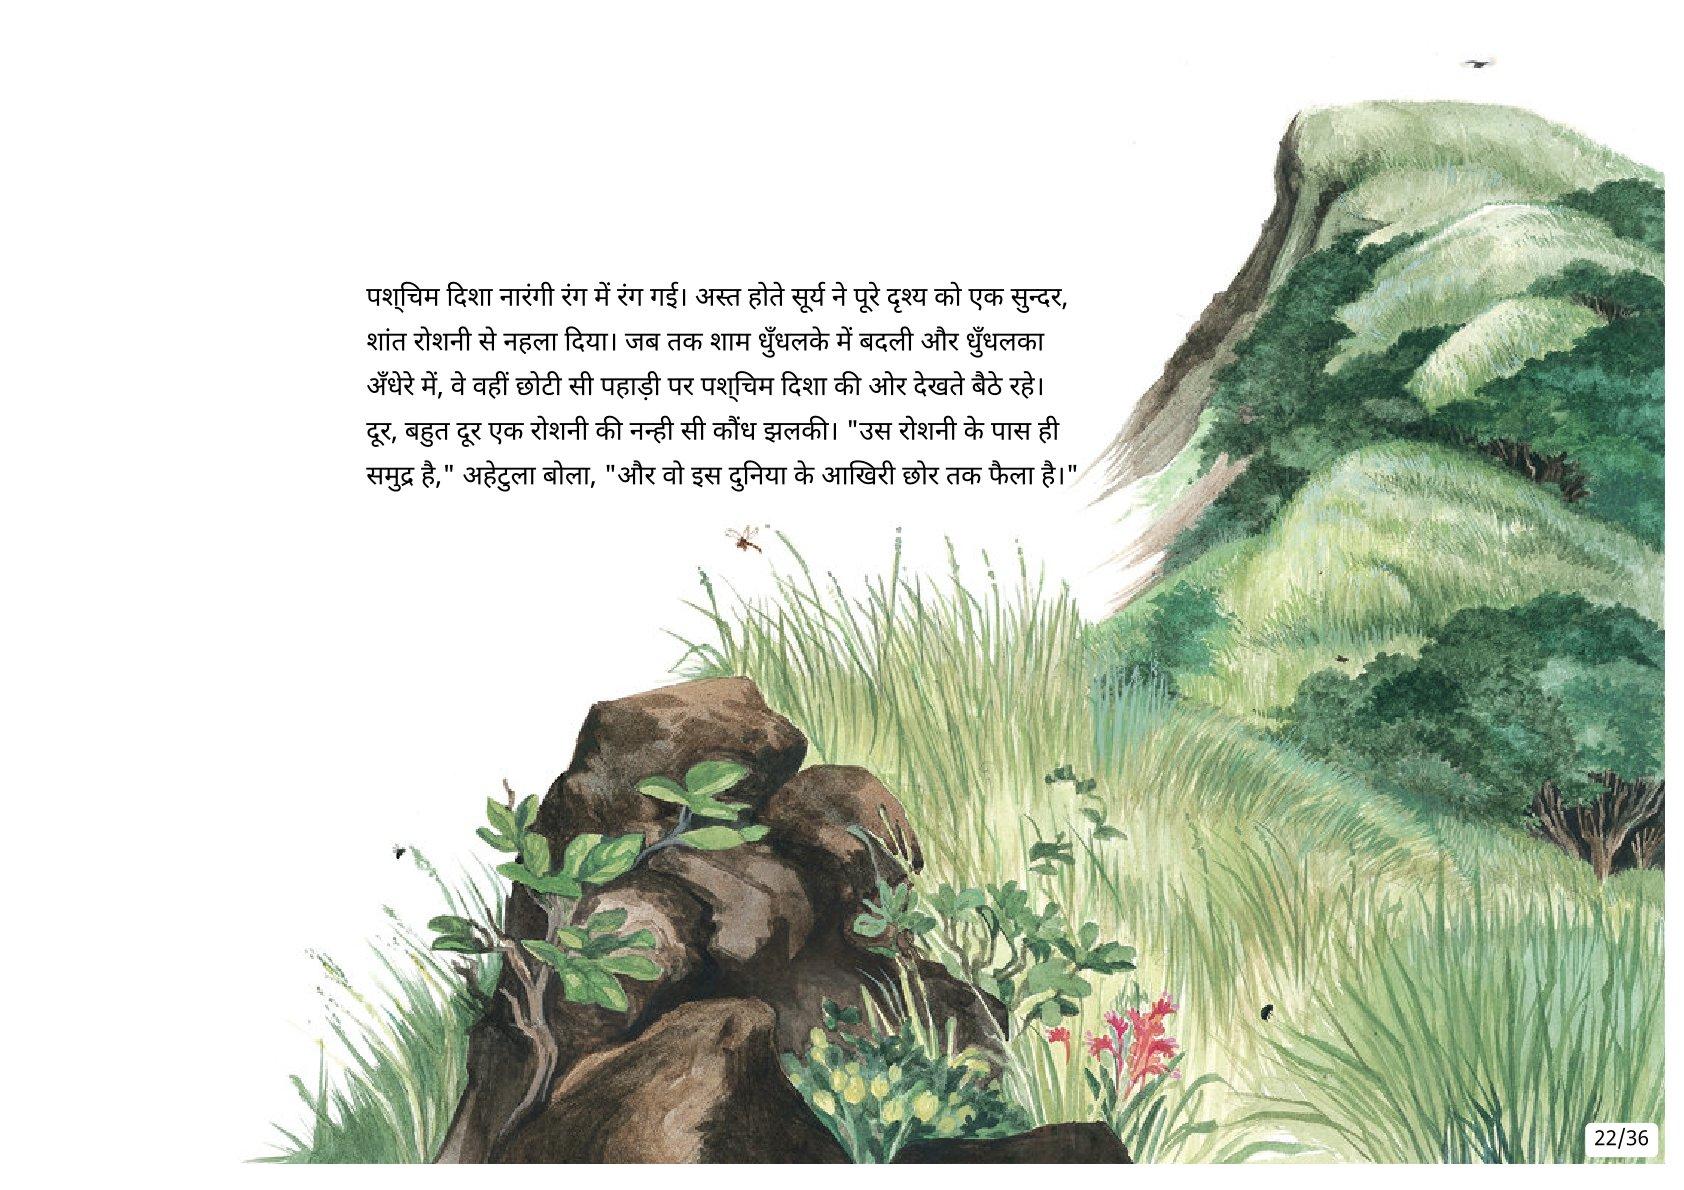 पश्चिम दिशा नारंगी रंग में रंग गई। अस्त होते सूर्य ने पूरे दृश्य को एक सुन्दर,
शांत रोशनी से नहला दिया। जब तक शाम धुँधलके में बदली और धुँधलका
अँधेरे में, वे वहीं छोटी सी पहाड़ी पर पश्चिम दिशा की ओर देखते बैठे रहे।
दूर, बहुत दूर एक रोशनी की नन्ही सी कौंध झलकी। "उस रोशनी के पास ही
समुद्र है," अहेटुला बोला, "और वो इस दुनिया के आखिरी छोर तक फैला है।"
22/36